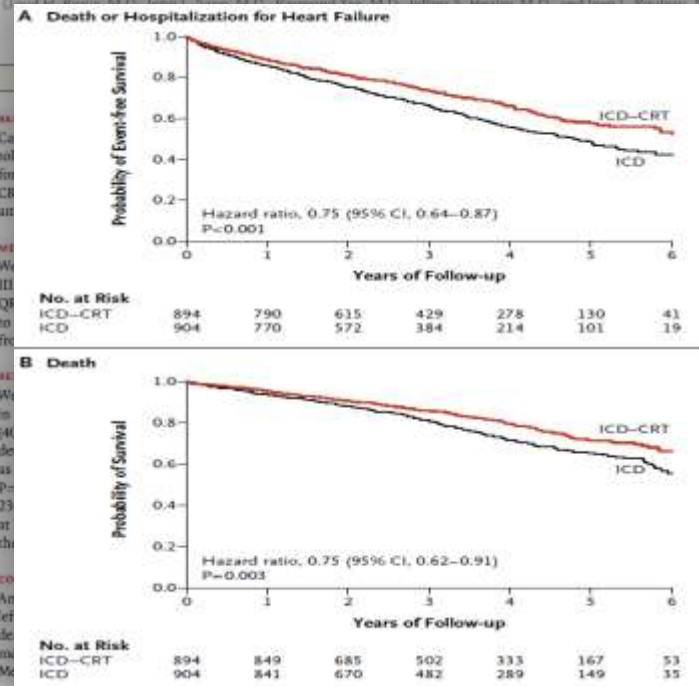 A Death or Hospitalization for Heart Failure
Probability of Event-free Survival
1.0
0.8
0.6
0.4
0.2
0.0
ICD–CRT
ICD
Hazard ratio, 0.75 (95% CI, 0.64–0.87)
P<0.001
0 1 2 3 4 5 6
Years of Follow-up
No. at Risk
ICD–CRT 894 790 615 429 278 130 41
ICD 904 770 572 384 214 101 19
B Death
Probability of Survival
1.0
0.8
0.6
0.4
0.2
0.0
ICD–CRT
ICD
Hazard ratio, 0.75 (95% CI, 0.62–0.91)
P=0.003
0 1 2 3 4 5 6
Years of Follow-up
No. at Risk
ICD–CRT 894 849 685 502 333 167 53
ICD 904 841 670 482 289 149 35